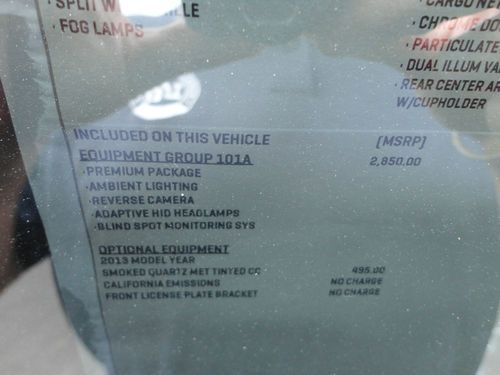 · SPLIT W
· FOG LAMPS
· CARGO NE
· CHROME DO
· PARTICULATE
· DUAL ILLUM VA
· REAR CENTER AR
W/CUPHOLDER
INCLUDED ON THIS VEHICLE (MSRP)
EQUIPMENT GROUP 101A 2,850.00
·PREMIUM PACKAGE
·AMBIENT LIGHTING
·REVERSE CAMERA
·ADAPTIVE HID HEADLAMPS
·BLIND SPOT MONITORING SYS
OPTIONAL EQUIPMENT
2013 MODEL YEAR
SMOKED QUARTZ MET TINTED CC 495.00
CALIFORNIA EMISSIONS NO CHARGE
FRONT LICENSE PLATE BRACKET NO CHARGE